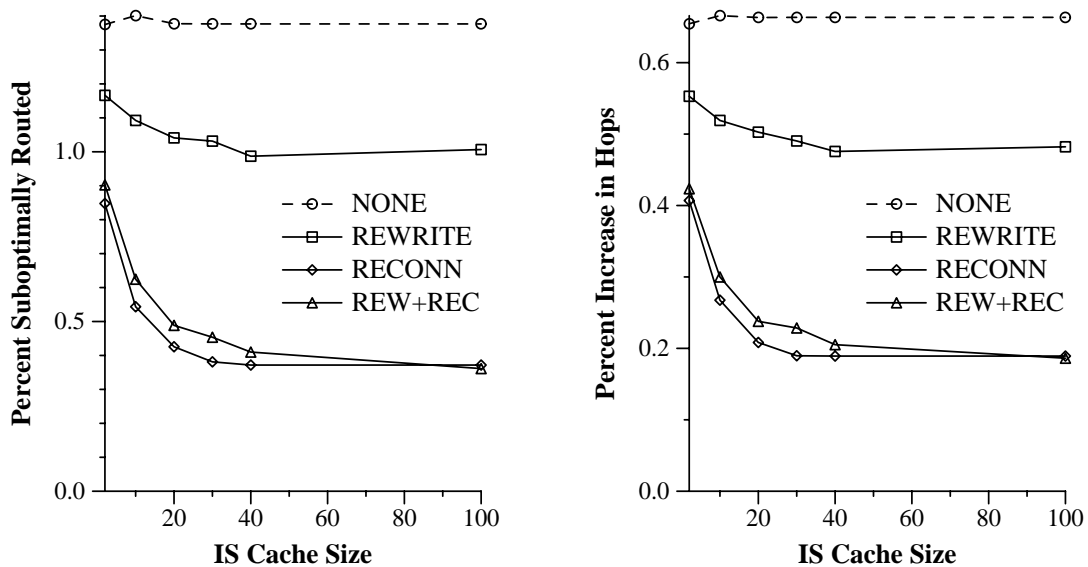 Percent Suboptimally Routed
1.0
0.5
0.0
NONE
REWRITE
RECONN
REW+REC
20 40 60 80 100
IS Cache Size
Percent Increase in Hops
0.6
0.4
0.2
0.0
NONE
REWRITE
RECONN
REW+REC
20 40 60 80 100
IS Cache Size